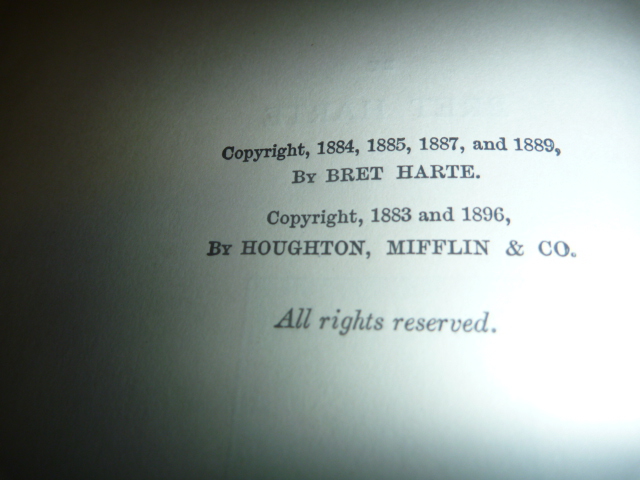 Copyright, 1884, 1885, 1887, and 1889,
By BRET HARTE.
Copyright, 1883 and 1896,
By HOUGHTON, MIFFLIN & CO.
All rights reserved.